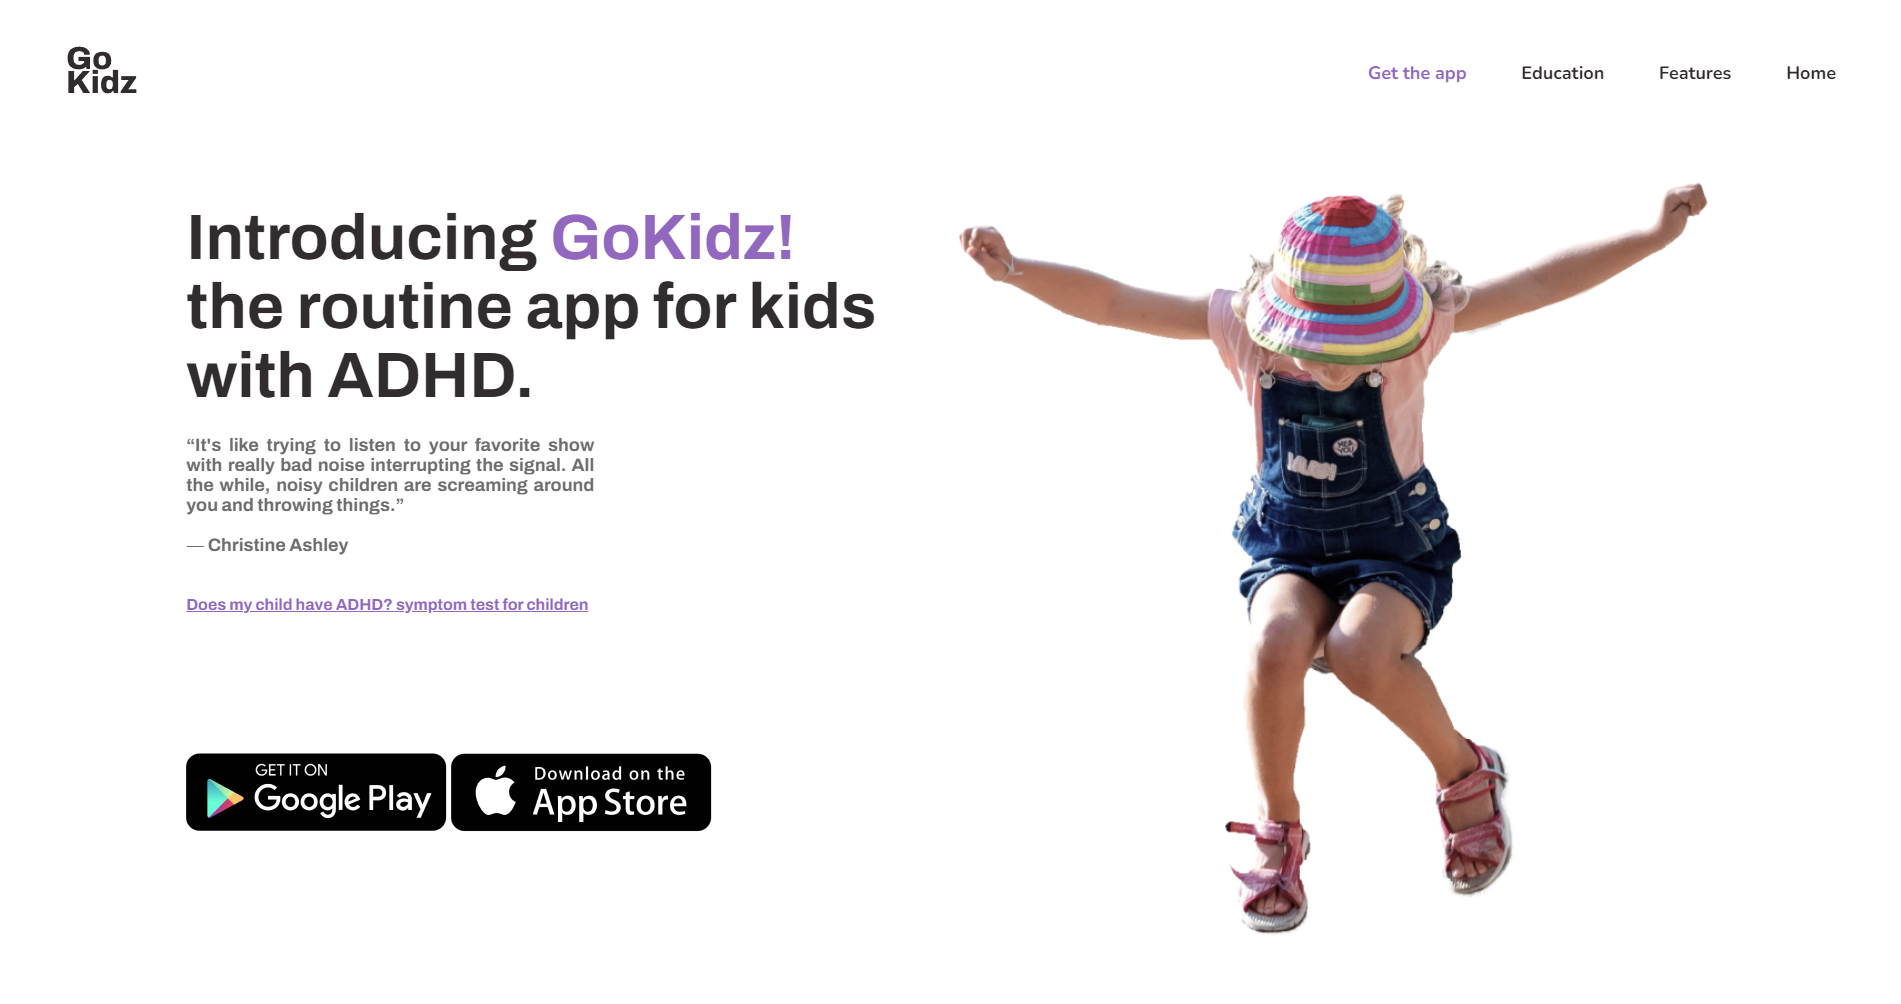 Go
Kidz
Get the app
Education
Features
Home
Introducing GoKidz!
the routine app for kids
with ADHD.
“It's like trying to listen to your favorite show
with really bad noise interrupting the signal. All
the while, noisy children are screaming around
you and throwing things.”
— Christine Ashley
Does my child have ADHD? symptom test for children
GET IT ON
Google Play
Download on the
App Store
YOU